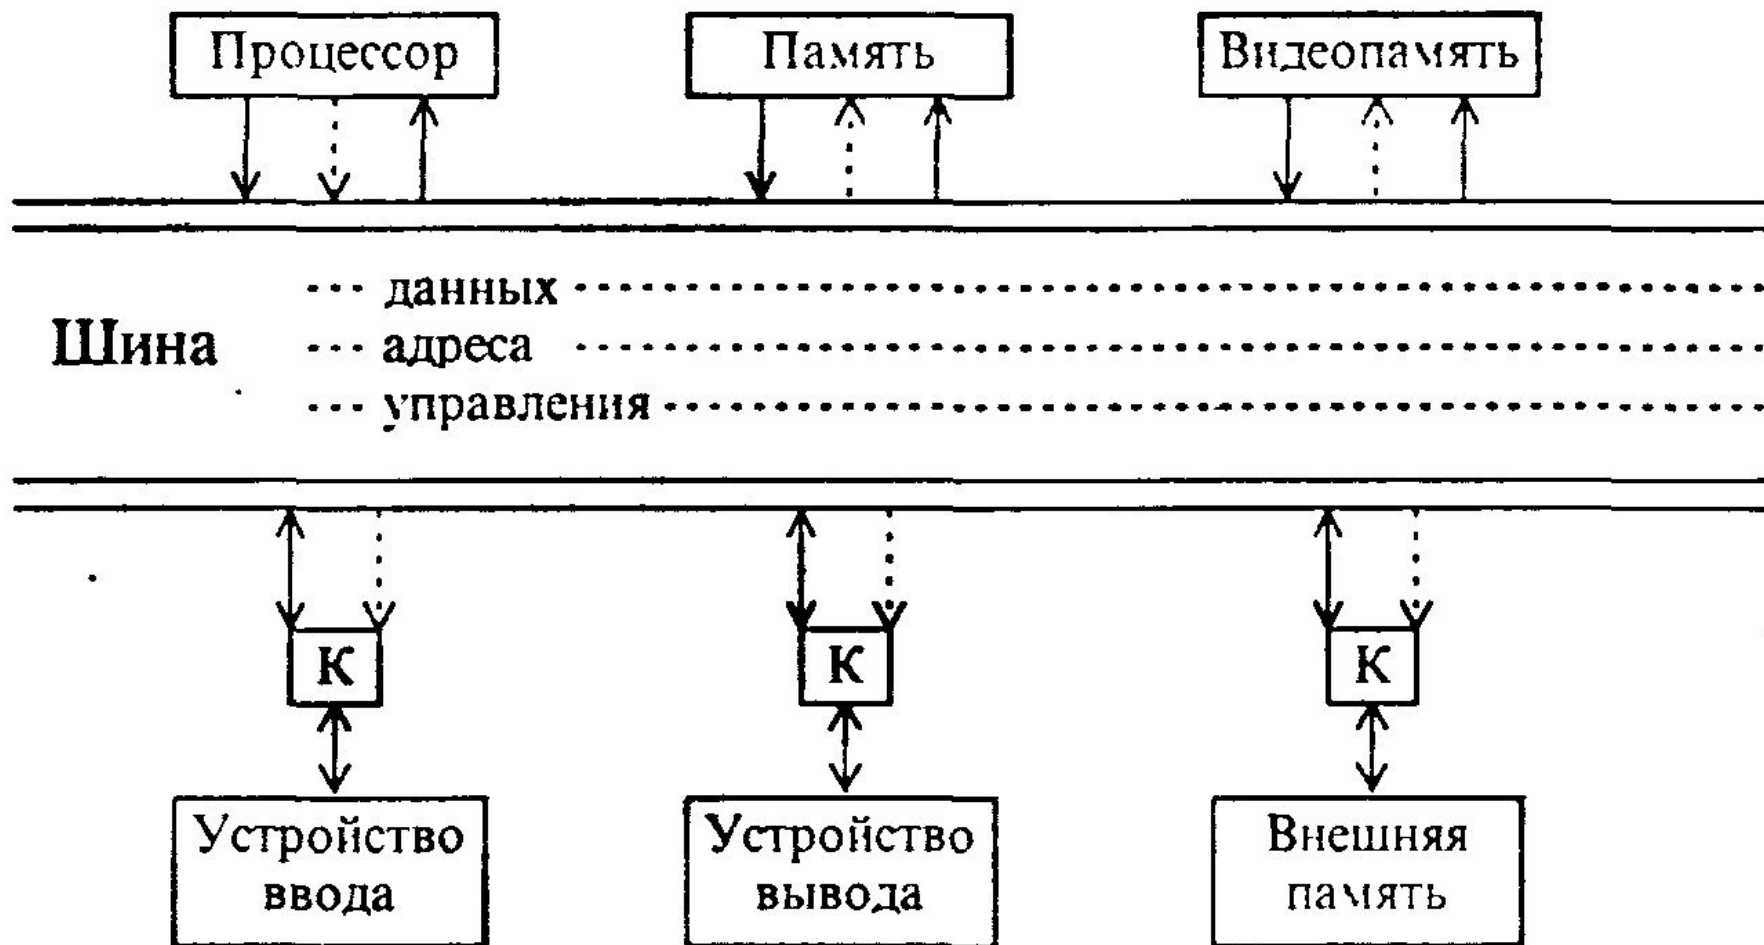 Процессор
Память
Видеопамять
данных
Шина
адреса
управления
К
К
К
Устройство
ввода
Устройство
вывода
Внешняя
память